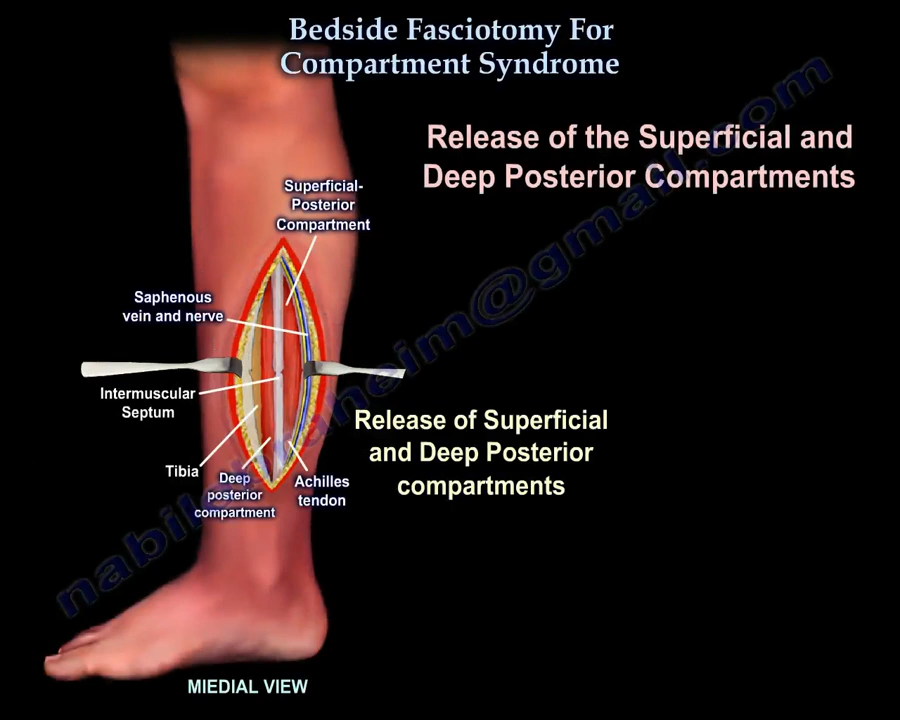 Bedside Fasciotomy For
Compartment Syndrome
Release of the Superficial and
Deep Posterior Compartments
Superficial-
Posterior
Compartment
Saphenous
vein and nerve
Intermuscular
Septum
Tibia
Deep
posterior
compartment
Achilles
tendon
Release of Superficial
and Deep Posterior
compartments
MIEDIAL VIEW